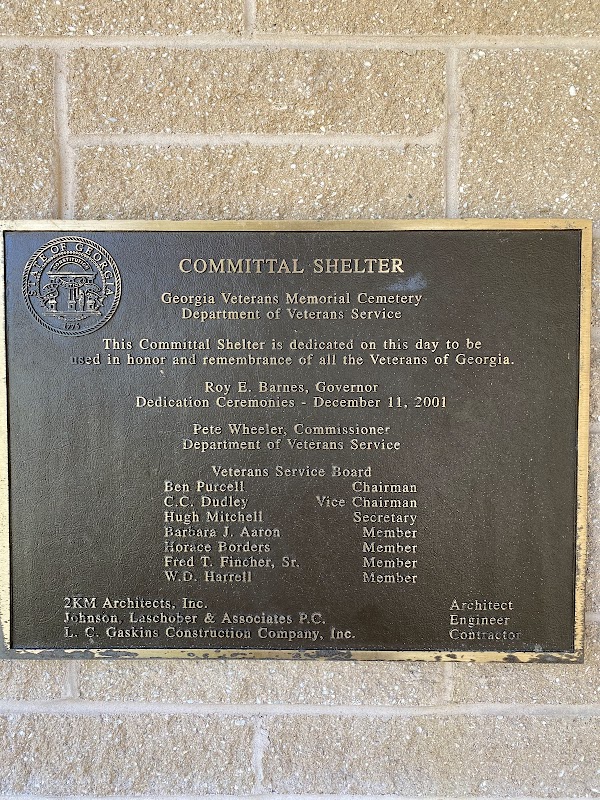 STATE OF GEORGIA
CONSTITUTION
1776
COMMITTAL SHELTER
Georgia Veterans Memorial Cemetery
Department of Veterans Service
This Committal Shelter is dedicated on this day to be
used in honor and remembrance of all the Veterans of Georgia.
Roy E. Barnes, Governor
Dedication Ceremonies - December 11, 2001
Pete Wheeler, Commissioner
Department of Veterans Service
Veterans Service Board
Ben Purcell Chairman
C.C. Dudley Vice Chairman
Hugh Mitchell Secretary
Barbara J. Aaron Member
Horace Borders Member
Fred T. Fincher, Sr. Member
W.D. Harrell Member
2KM Architects, Inc. Architect
Johnson, Laschober & Associates P.C. Engineer
L. C. Gaskins Construction Company, Inc. Contractor